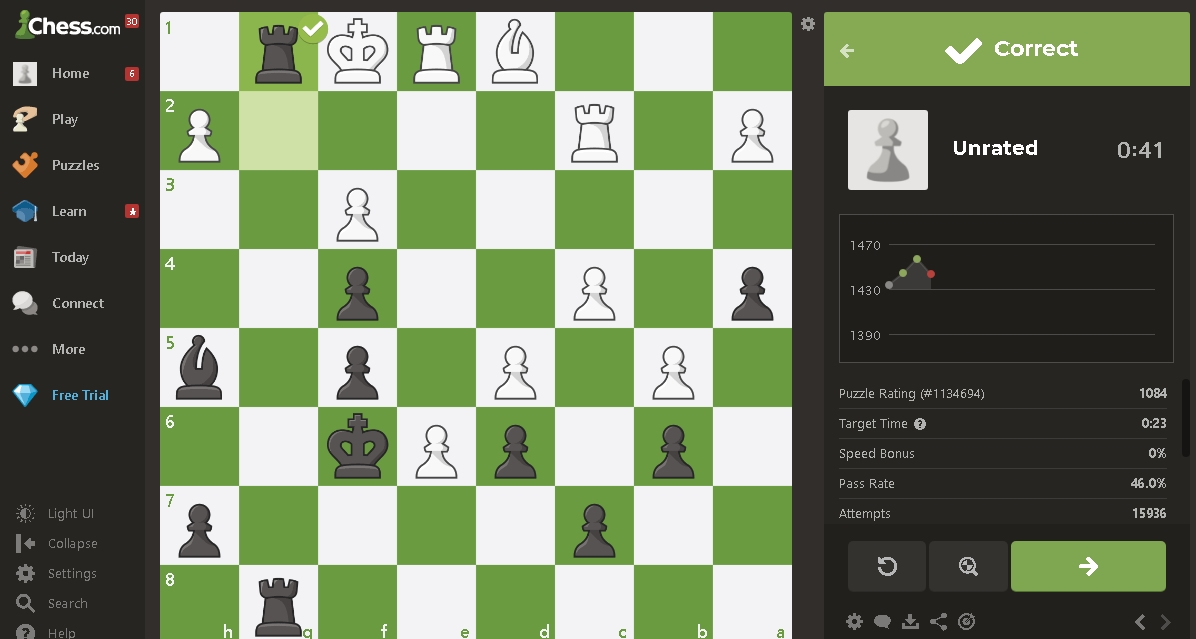 Chess.com 30
Home 6
Play
Puzzles
Learn
Today
Connect
More
Free Trial
Light UI
Collapse
Settings
Search
Help
1
2
3
4
5
6
7
8
h g f e d c b a
Correct
Unrated 0:41
1470
1430
1390
Puzzle Rating (#1134694) 1084
Target Time ? 0:23
Speed Bonus 0%
Pass Rate 46.0%
Attempts 15936